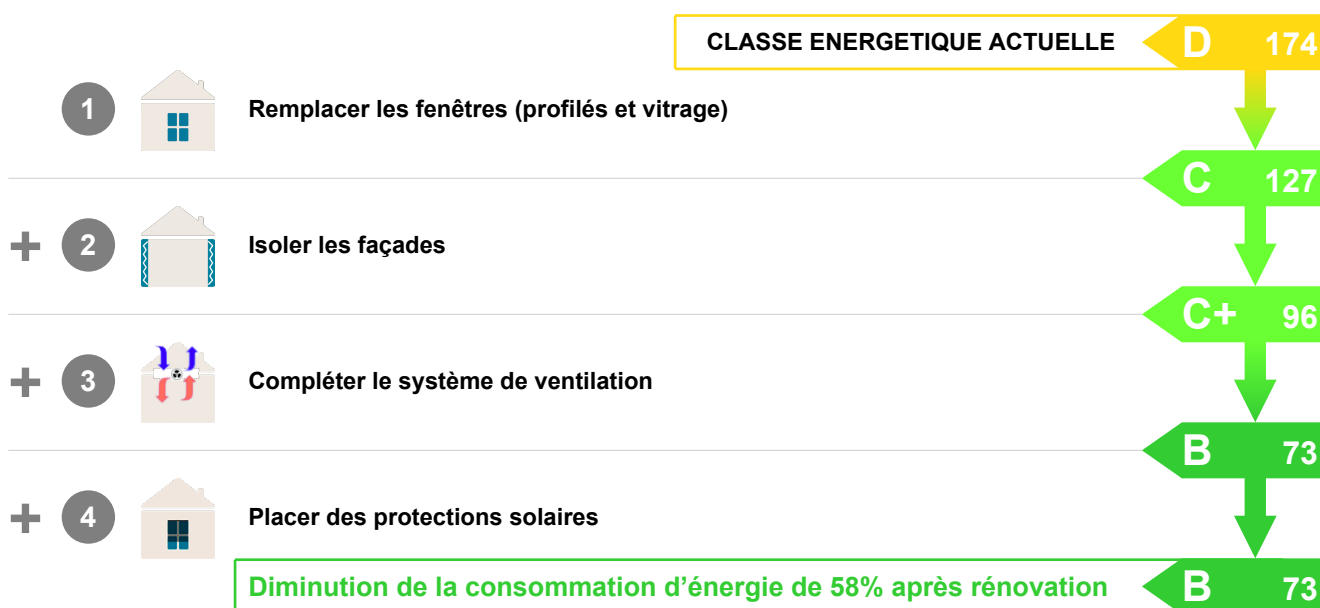 CLASSE ENERGETIQUE ACTUELLE D 174
1 Remplacer les fenêtres (profilés et vitrage)
C 127
+ 2 Isoler les façades
C+ 96
+ 3 Compléter le système de ventilation
B 73
+ 4 Placer des protections solaires
Diminution de la consommation d’énergie de 58% après rénovation B 73